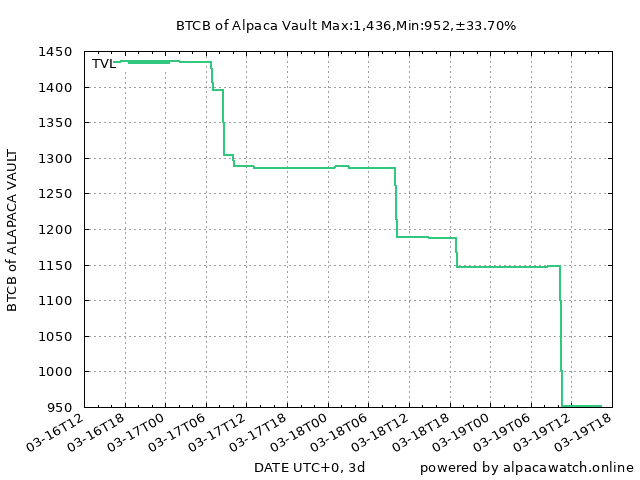 BTCB of Alpaca Vault Max:1,436,Min:952,±33.70%
BTCB of ALAPACA VAULT
1450
1400
1350
1300
1250
1200
1150
1100
1050
1000
950
TVL
03-16T12
03-16T18
03-17T00
03-17T06
03-17T12
03-17T18
03-18T00
03-18T06
03-18T12
03-18T18
03-19T00
03-19T06
03-19T12
03-19T18
DATE UTC+0, 3d
powered by alpacawatch.online